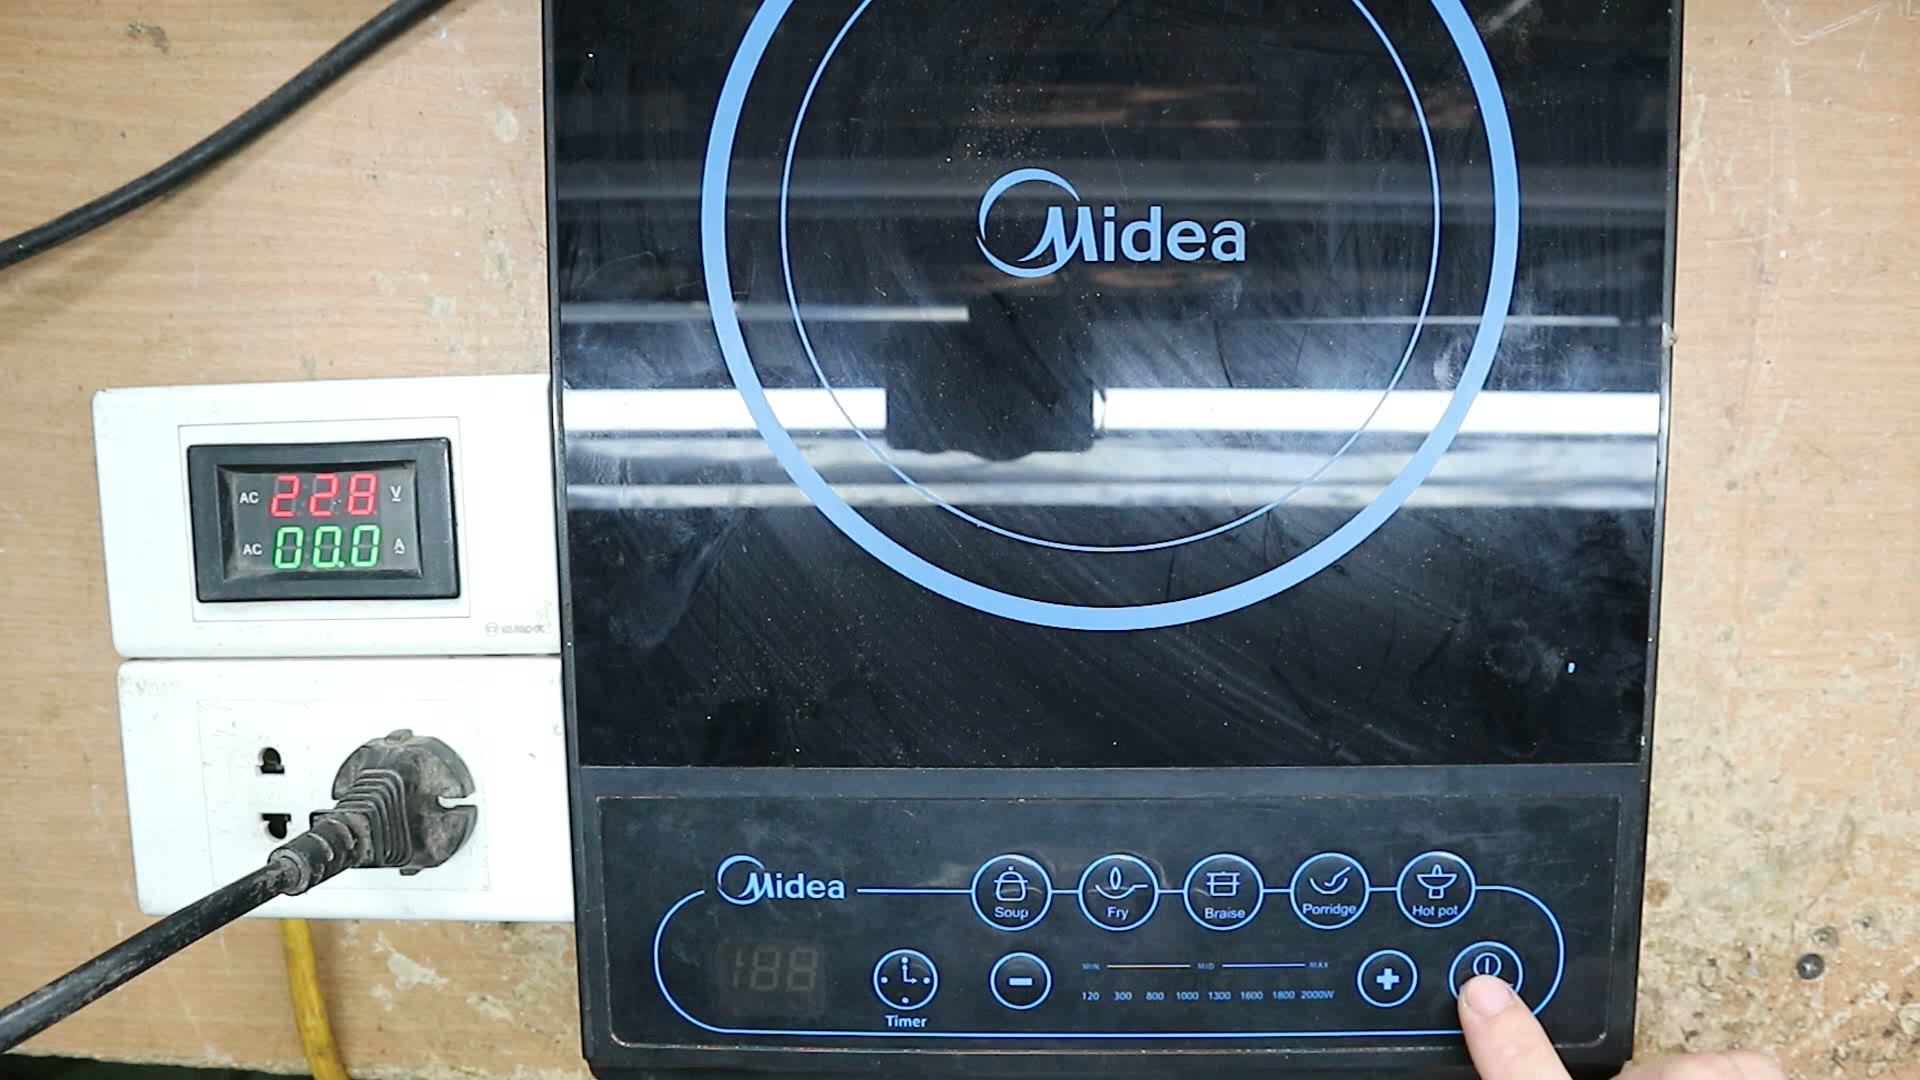 Midea
AC 228 V
AC 00.0 A
Midea
Soup
Fry
Braise
Porridge
Hot pot
188
Timer
MIN MID MAX
120 300 800 1000 1300 1600 1800 2000W